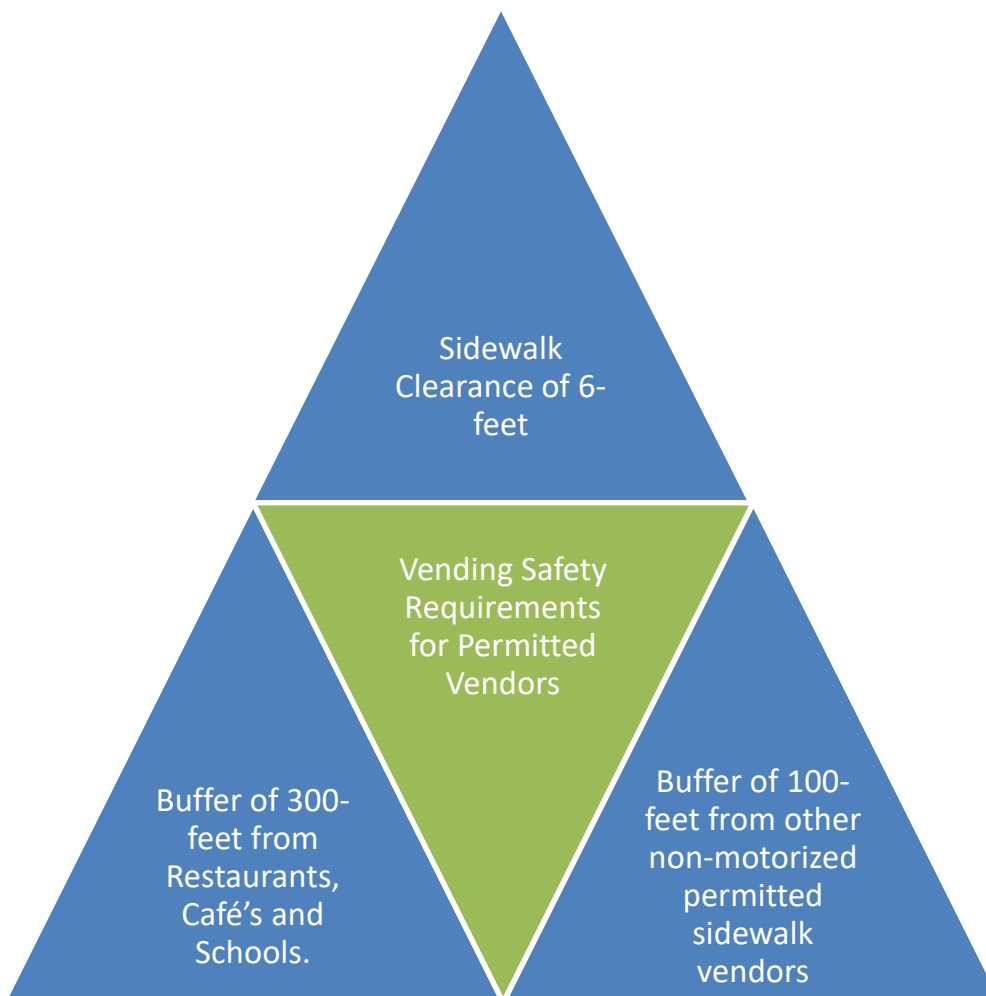 Sidewalk
Clearance of 6-
feet
Vending Safety
Requirements
for Permitted
Vendors
Buffer of 300-
feet from
Restaurants,
Café’s and
Schools.
Buffer of 100-
feet from other
non-motorized
permitted
sidewalk
vendors